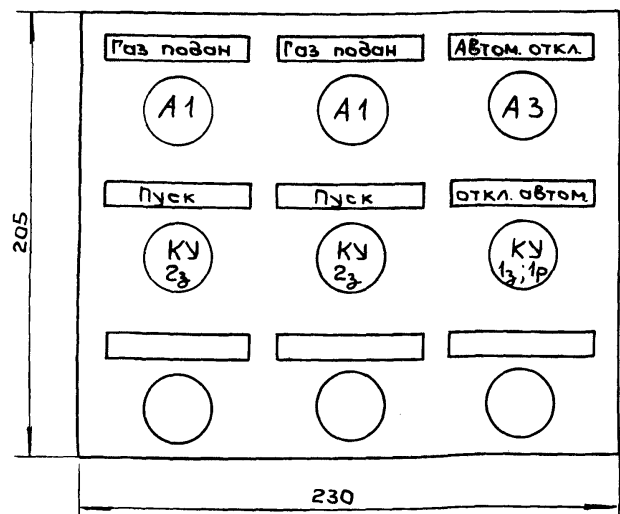 Газ подан Газ подан Автом. откл.
А1 А1 А3
Пуск Пуск откл. автом
КУ КУ КУ
2з 2з 1з; 1р
205
230